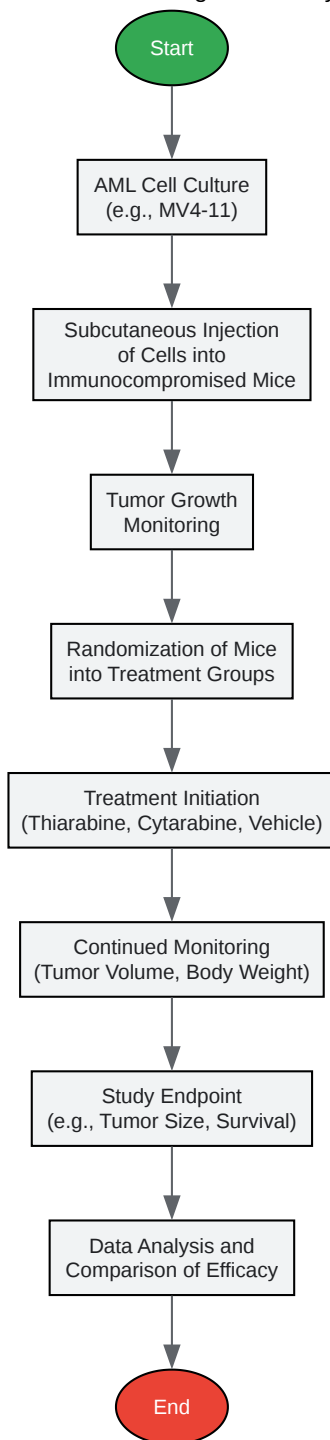 Start
AML Cell Culture
(e.g., MV4-11)
Subcutaneous Injection
of Cells into
Immunocompromised Mice
Tumor Growth
Monitoring
Randomization of Mice
into Treatment Groups
Treatment Initiation
(Thiarabine, Cytarabine, Vehicle)
Continued Monitoring
(Tumor Volume, Body Weight)
Study Endpoint
(e.g., Tumor Size, Survival)
Data Analysis and
Comparison of Efficacy
End